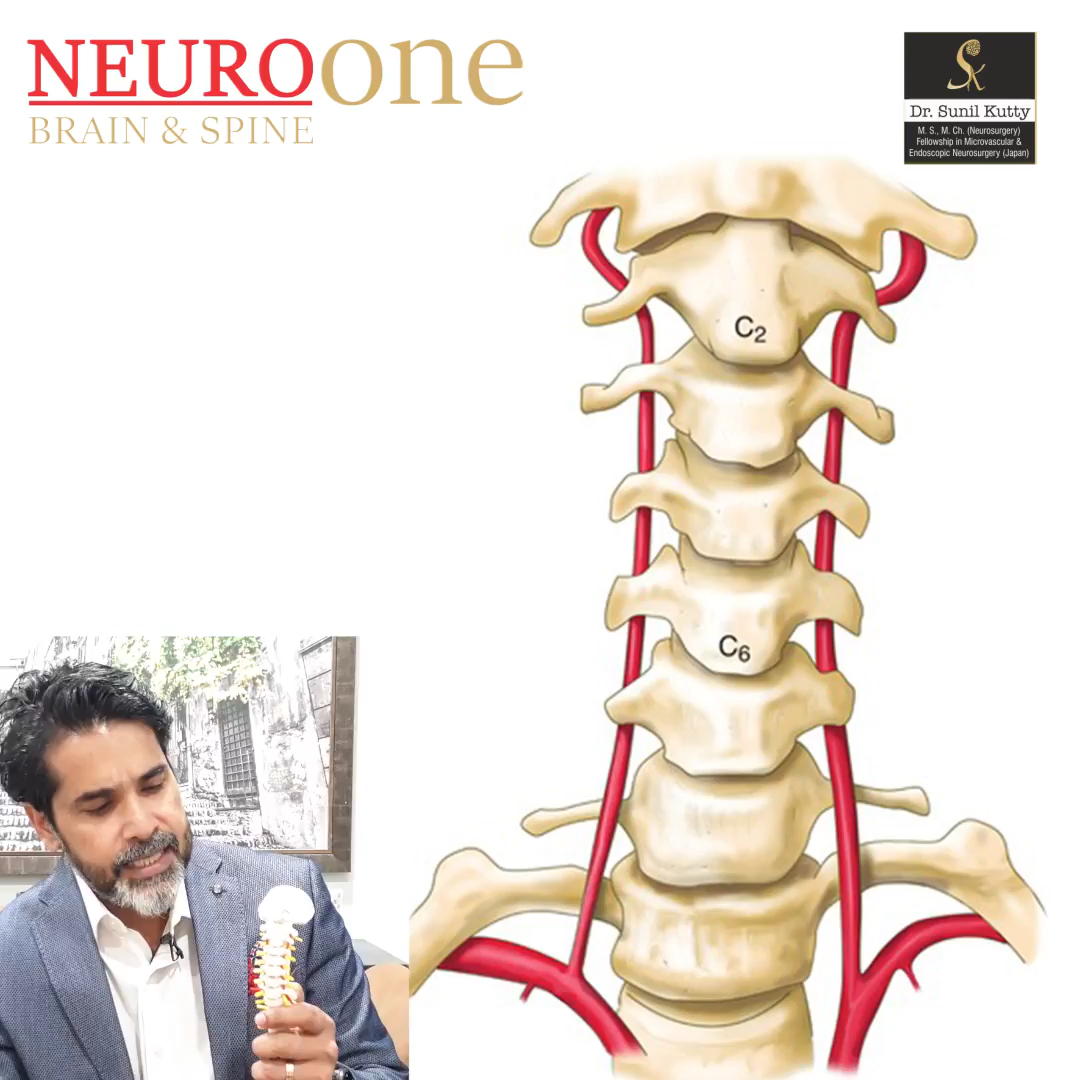 NEUROone
BRAIN & SPINE
Dr. Sunil Kutty
M. S., M. Ch. (Neurosurgery)
Fellowship in Microvascular &
Endoscopic Neurosurgery (Japan)
C2
C6